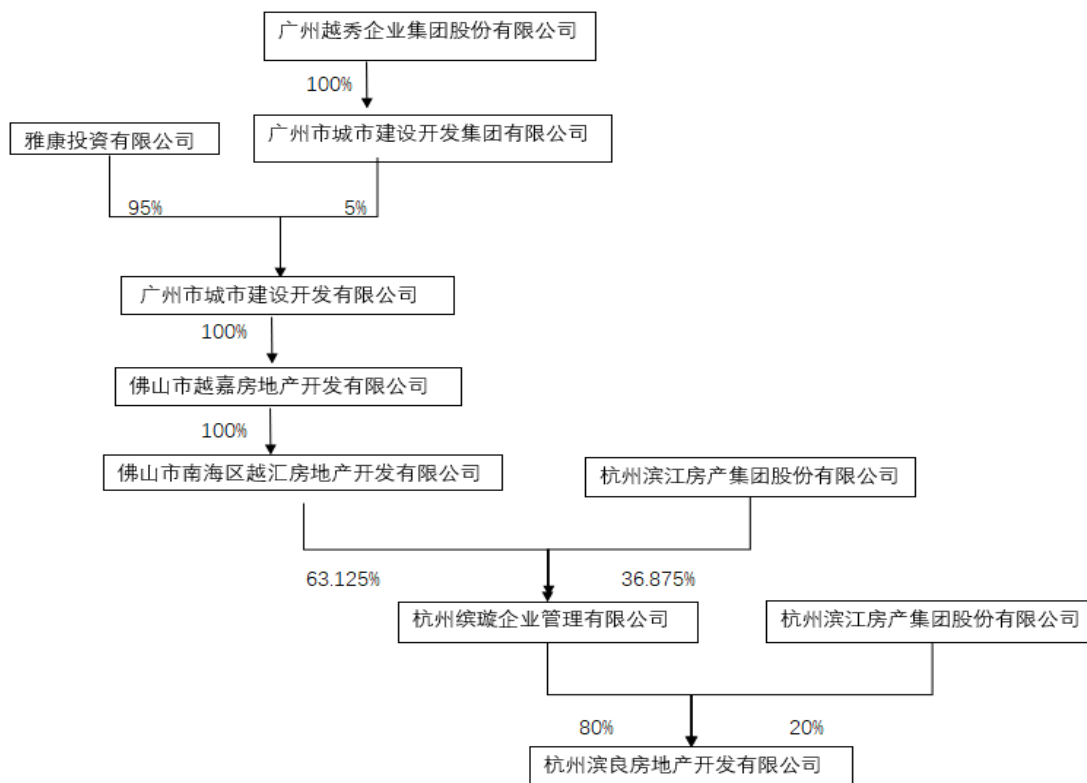 广州越秀企业集团股份有限公司
100%
雅康投资有限公司
广州市城市建设开发集团有限公司
95%
5%
广州市城市建设开发有限公司
100%
佛山市越嘉房地产开发有限公司
100%
佛山市南海区越汇房地产开发有限公司
杭州滨江房产集团股份有限公司
63.125%
36.875%
杭州缤璇企业管理有限公司
杭州滨江房产集团股份有限公司
80%
20%
杭州滨良房地产开发有限公司